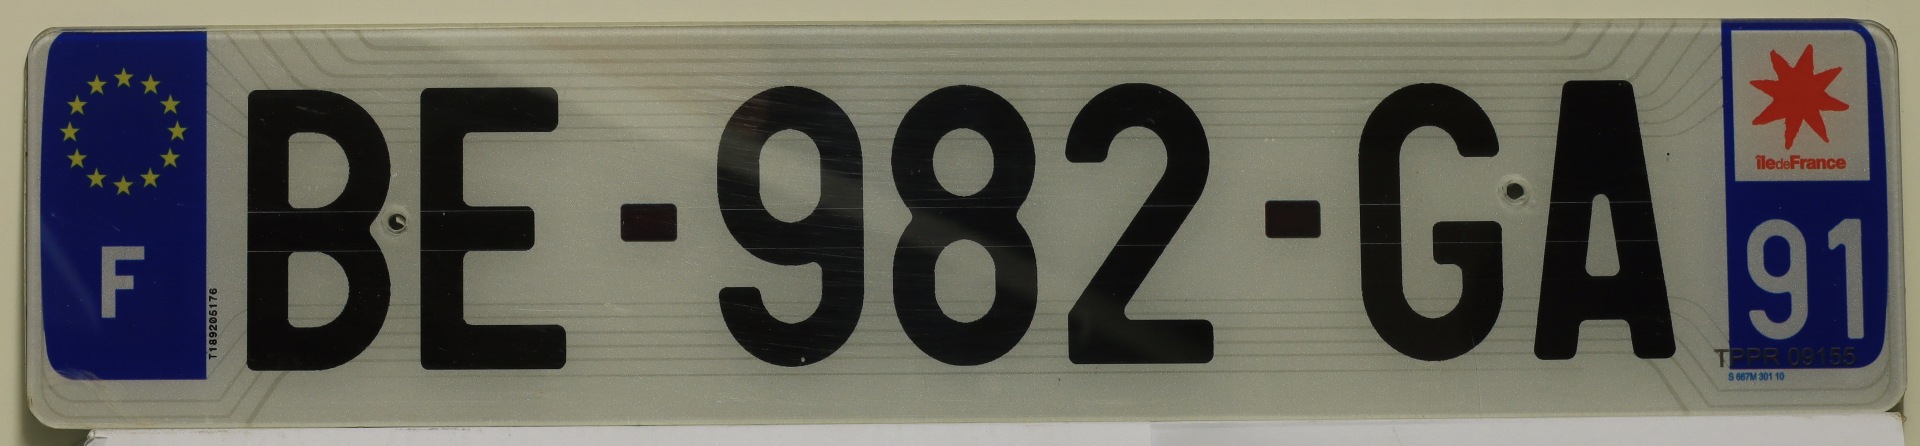 F
T189205176
BE-982-GA
îledeFrance
91
TPPR 09155
S 667M 301 10